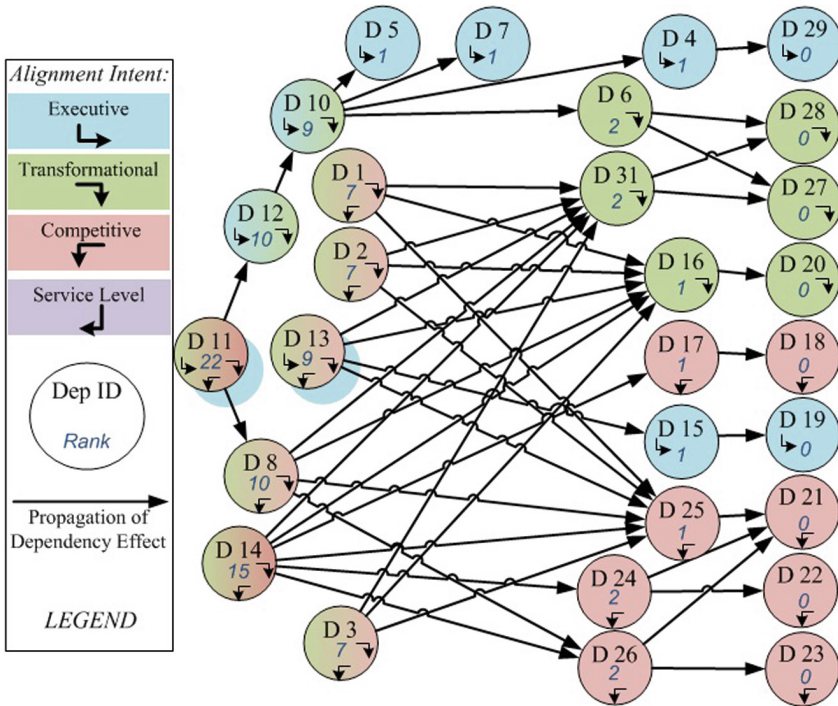 Alignment Intent:
Executive
Transformational
Competitive
Service Level
Dep ID
Rank
Propagation of
Dependency Effect
LEGEND
D 5
1
D 7
1
D 4
1
D 29
0
D 10
9
D 6
2
D 28
0
D 1
7
D 31
2
D 27
0
D 12
10
D 2
7
D 16
1
D 20
0
D 11
22
D 13
9
D 17
1
D 18
0
D 15
1
D 19
0
D 8
10
D 25
1
D 21
0
D 14
15
D 24
2
D 22
0
D 3
7
D 26
2
D 23
0